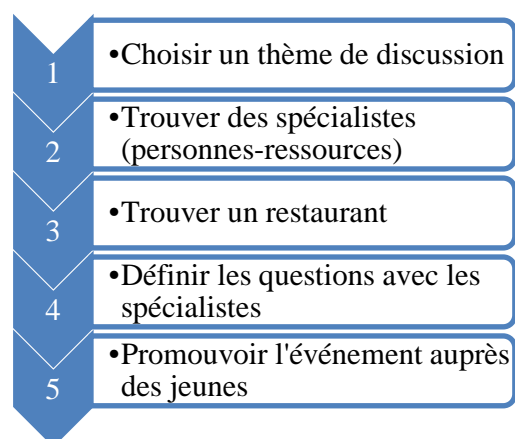 1
•Choisir un thème de discussion
2
•Trouver des spécialistes
(personnes-ressources)
3
•Trouver un restaurant
4
•Définir les questions avec les
spécialistes
5
•Promouvoir l'événement auprès
des jeunes